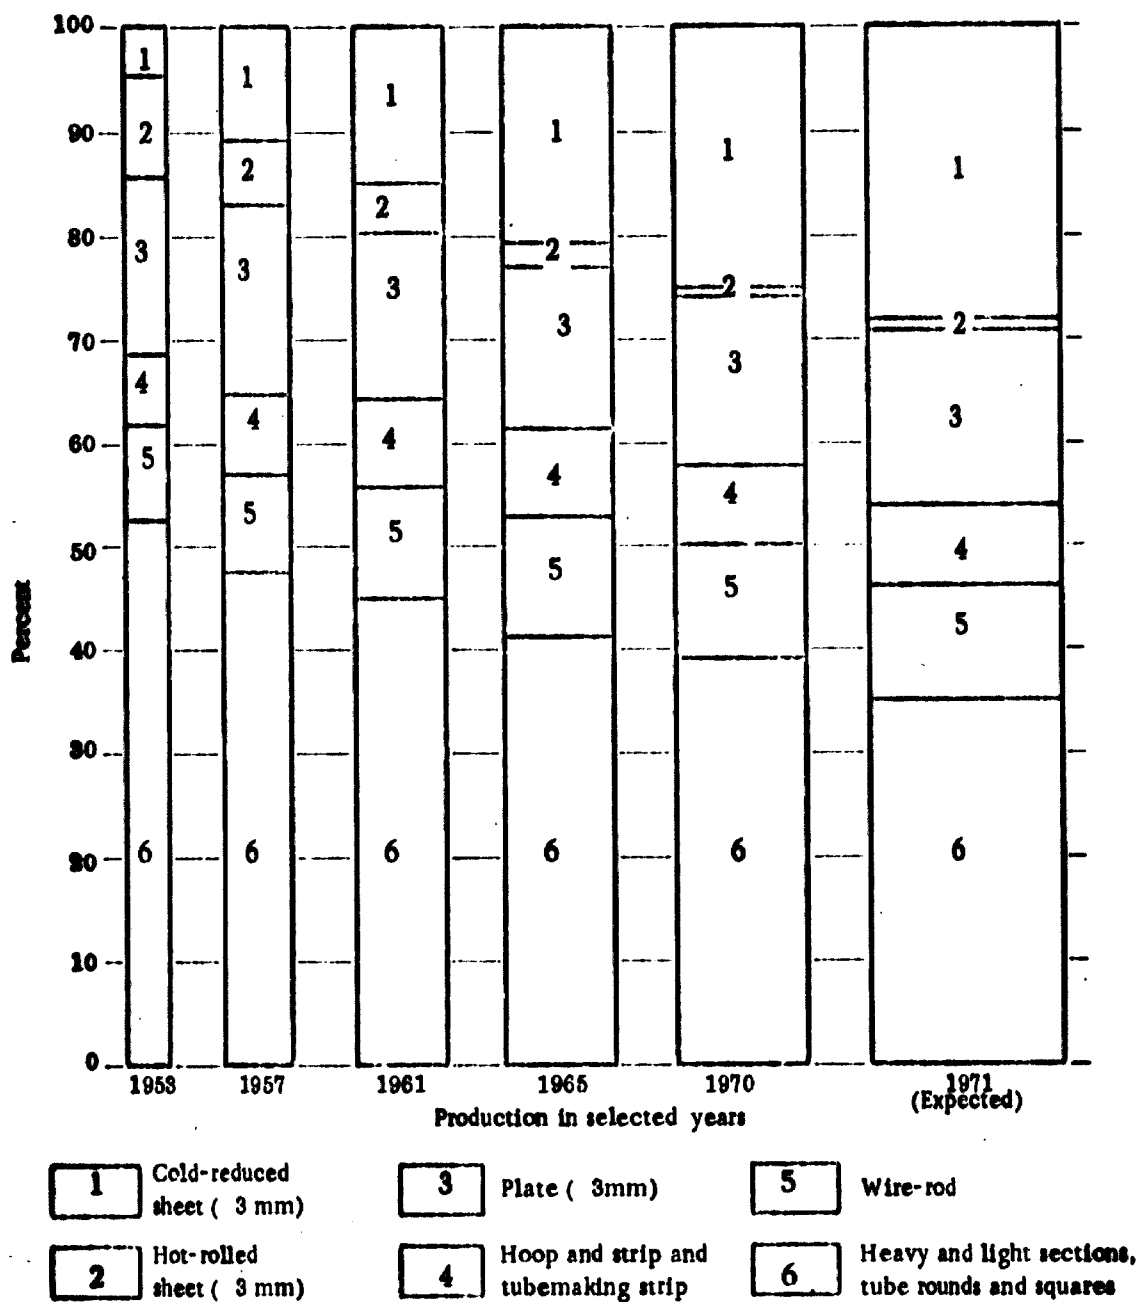 100
90
80
70
60
50
40
30
20
10
0
Percent
1 1 1 1 1 1
2 2 2 2 2 2
3 3 3 3 3 3
4 4 4 4 4 4
5 5 5 5 5 5
6 6 6 6 6 6
1953 1957 1961 1965 1970 1971
(Expected)
Production in selected years
1 Cold-reduced
sheet ( 3 mm)
2 Hot-rolled
sheet ( 3 mm)
3 Plate ( 3mm)
4 Hoop and strip and
tubemaking strip
5 Wire-rod
6 Heavy and light sections,
tube rounds and squares